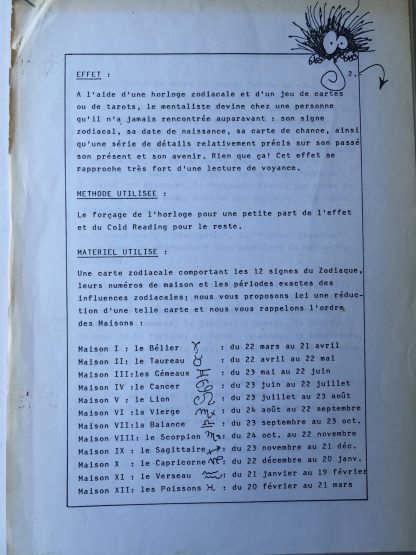 2.-
EFFET :
A l'aide d'une horloge zodiacale et d'un jeu de cartes
ou de tarots, le mentaliste devine chez une personne
qu'il n'a jamais rencontrée auparavant : son signe
zodiacal, sa date de naissance, sa carte de chance, ainsi
qu'une série de détails relativement précis sur son passé
son présent et son avenir. Rien que ça! Cet effet se
rapproche très fort d'une lecture de voyance.
METHODE UTILISEE :
Le forçage de l'horloge pour une petite part de l'effet
et du Cold Reading pour le reste.
MATERIEL UTILISE :
Une carte zodiacale comportant les 12 signes du Zodiaque,
leurs numéros de maison et les périodes exactes des
influences zodiacales; nous vous proposons ici une réduc-
tion d'une telle carte et nous vous rappelons l'ordre
des Maisons :
Maison I : le Bélier ♈ : du 22 mars au 21 avril
Maison II: le Taureau ♉ : du 22 avril au 22 mai
Maison III:les Gémeaux ♊ : du 23 mai au 22 juin
Maison IV :le Cancer ♋ : du 23 juin au 22 juillet
Maison V : le Lion ♌ : du 23 juillet au 23 août
Maison VI :la Vierge ♍ : du 24 août au 22 septembre
Maison VII:la Balance ♎ : du 23 septembre au 23 oct.
Maison VIII: le Scorpion ♏ : du 24 oct. au 22 novembre
Maison IX : le Sagittaire ♐ : du 23 novembre au 21 déc.
Maison X : le Capricorne ♑ : du 22 décembre au 20 janv.
Maison XI : le Verseau ♒ : du 21 janvier au 19 février
Maison XII: les Poissons ♓ : du 20 février au 21 mars